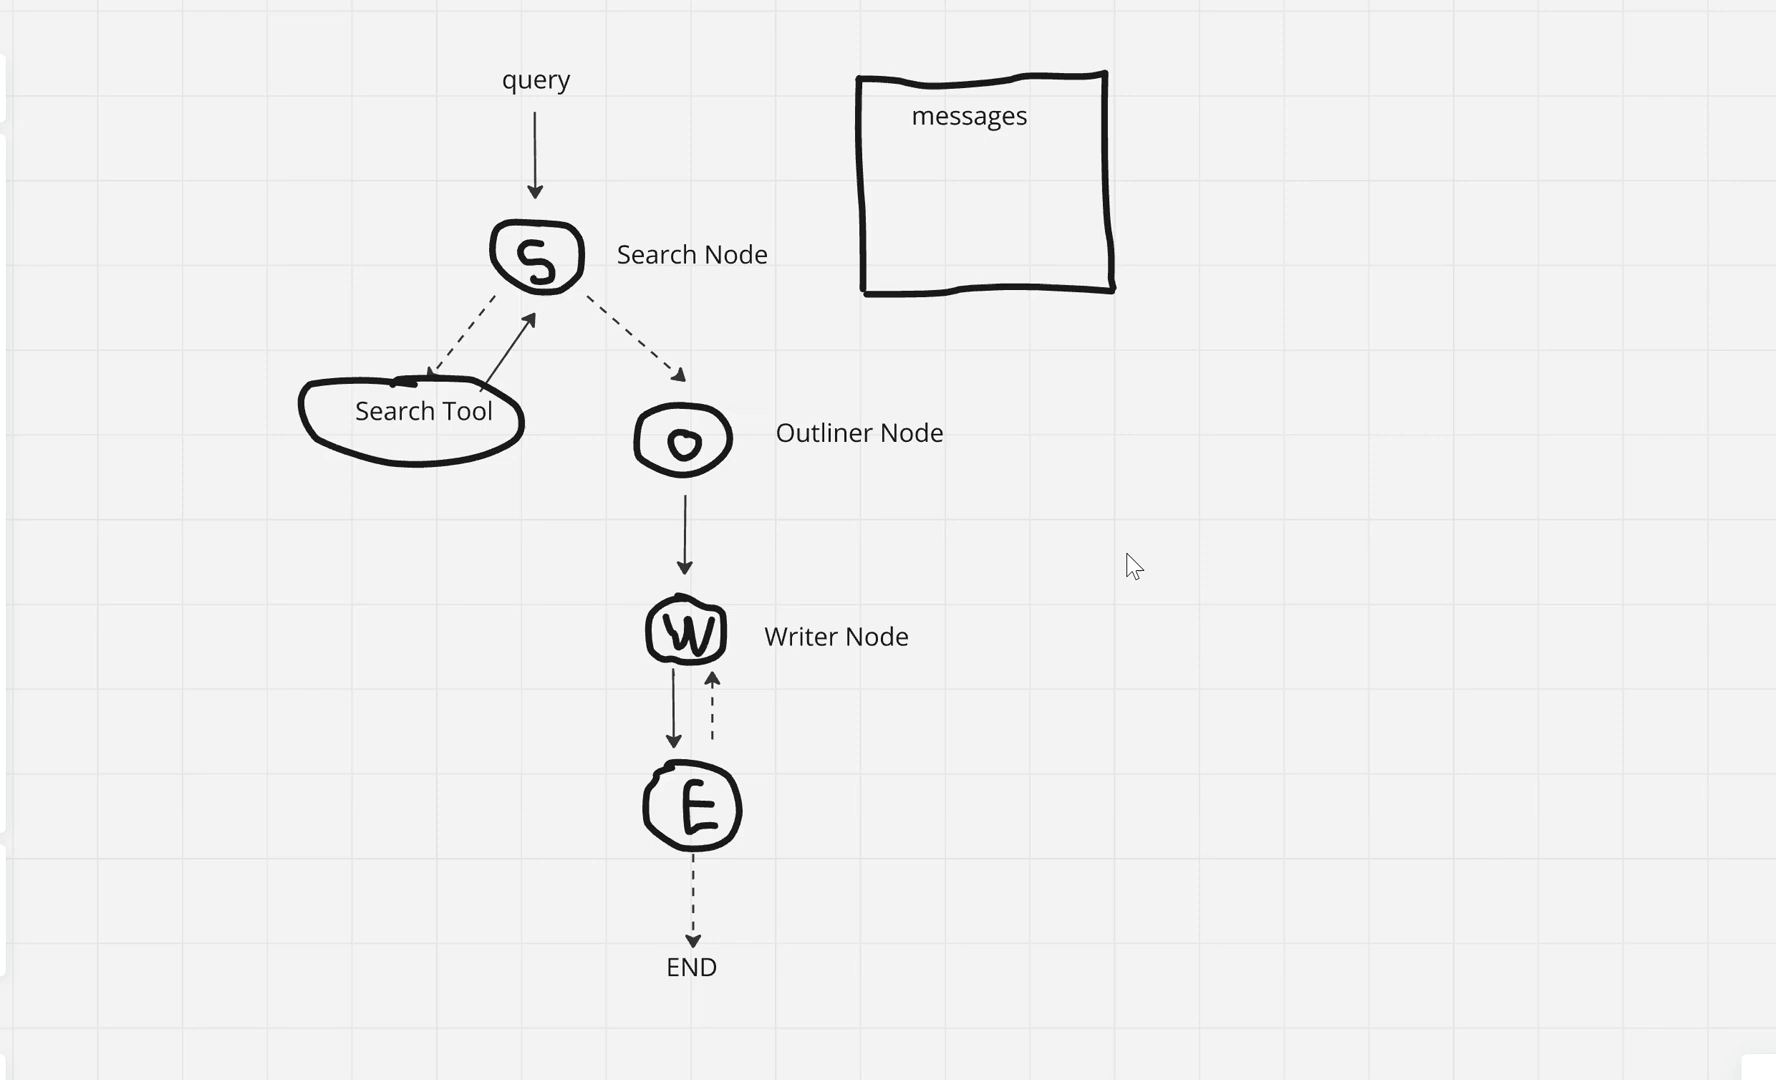 query
messages
S
Search Node
Search Tool
O
Outliner Node
W
Writer Node
E
END